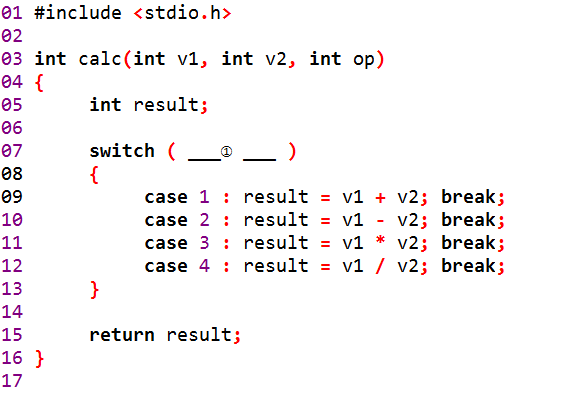 01 #include <stdio.h>
02
03 int calc(int v1, int v2, int op)
04 {
05 int result;
06
07 switch ( ___① ___ )
08 {
09 case 1 : result = v1 + v2; break;
10 case 2 : result = v1 - v2; break;
11 case 3 : result = v1 * v2; break;
12 case 4 : result = v1 / v2; break;
13 }
14
15 return result;
16 }
17